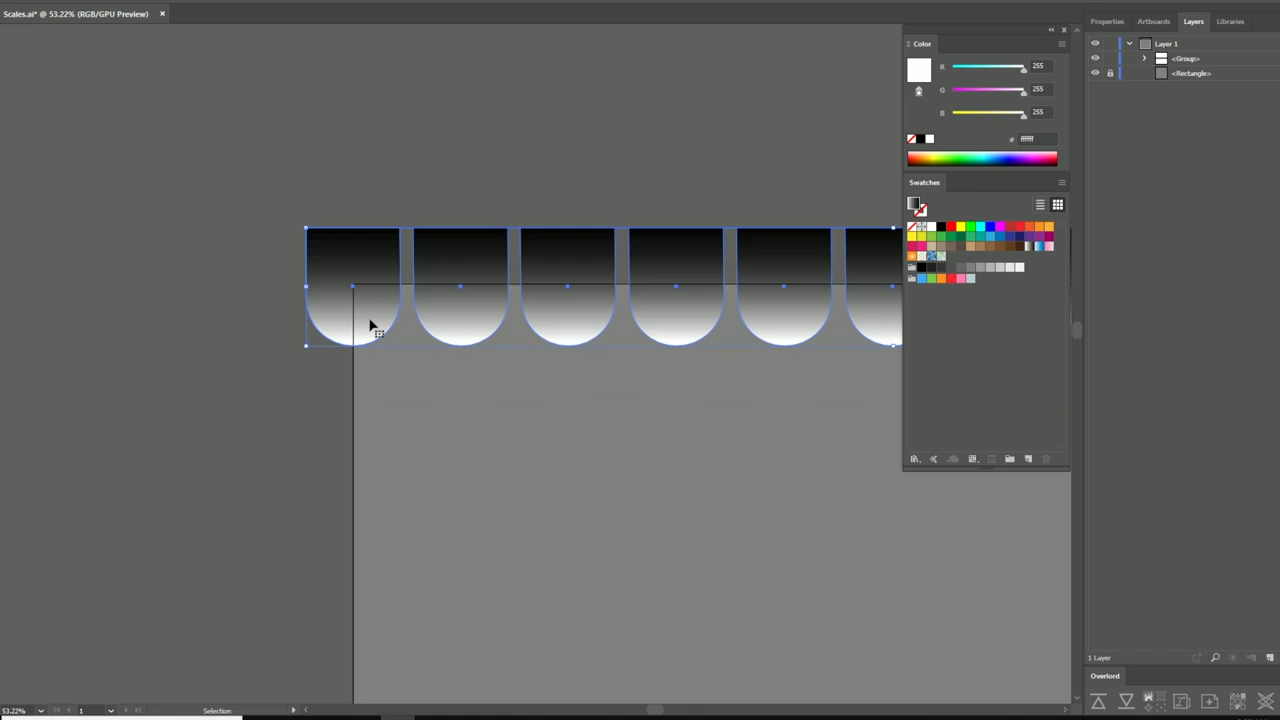 Scales.ai* @ 53.22% (RGB/GPU Preview)
Properties
Artboards
Layers
Libraries
Color
R
255
G
255
B
255
#
ffffff
Swatches
Layer 1
<Group>
<Rectangle>
1 Layer
Overlord
53.22%
1
Selection